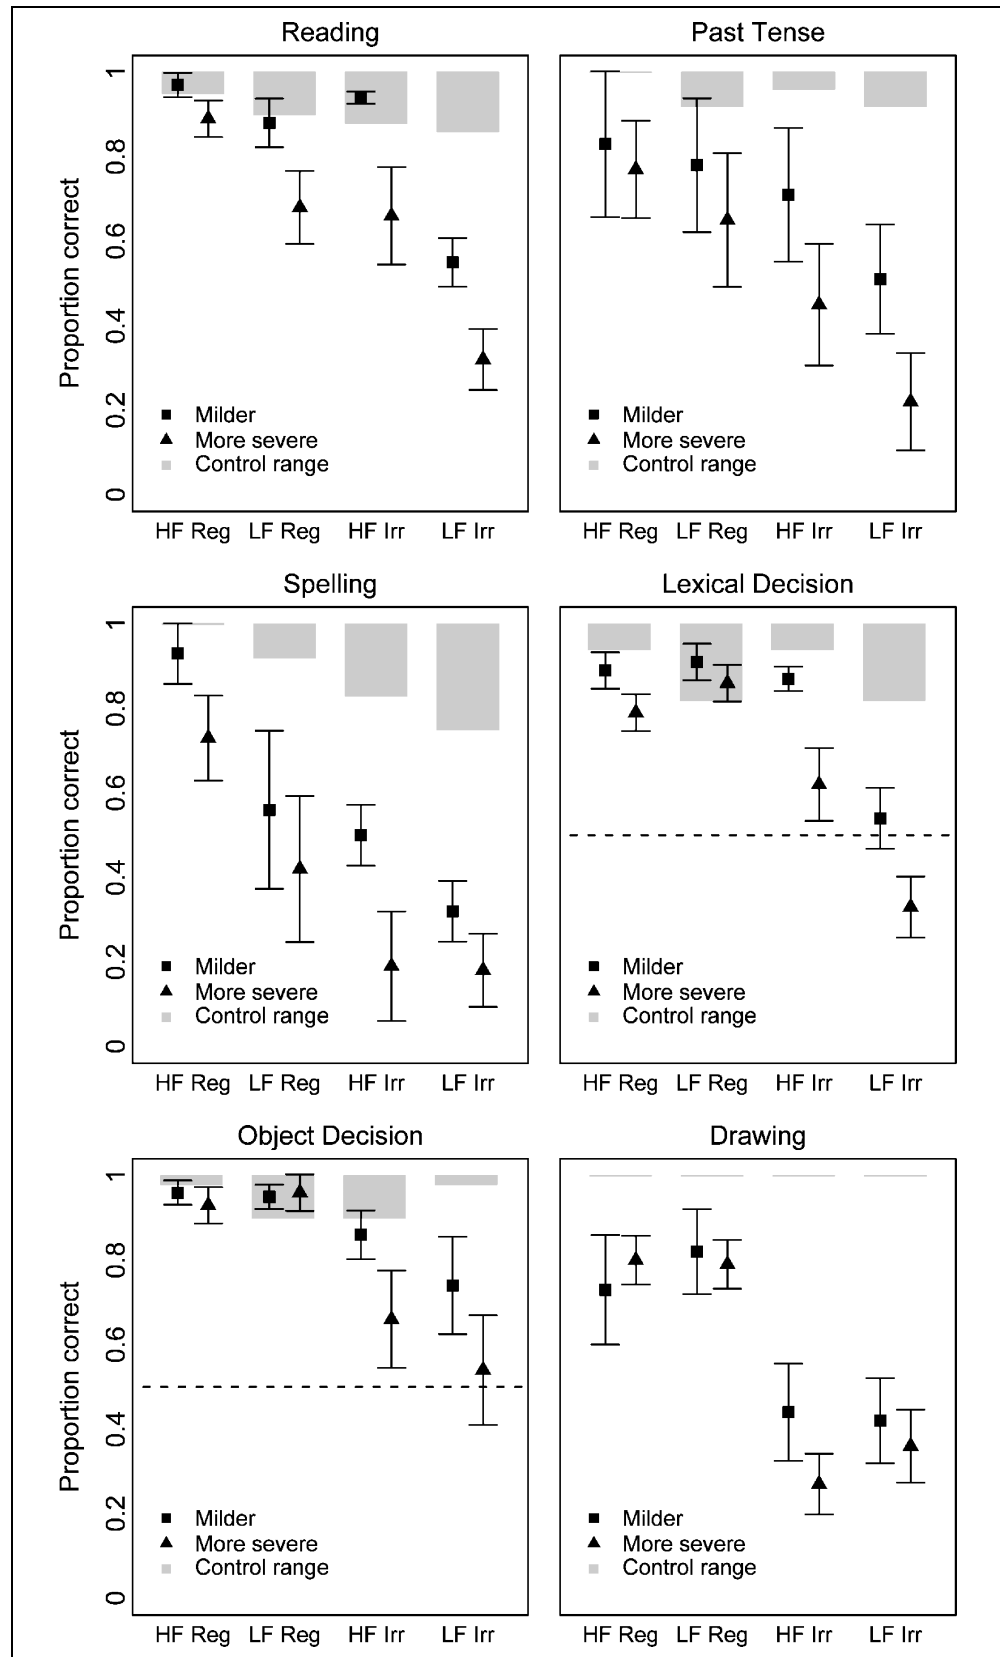 Reading
Past Tense
Proportion correct
1
0.8
0.6
0.4
0.2
0
Milder
More severe
Control range
Milder
More severe
Control range
HF Reg LF Reg HF Irr LF Irr
HF Reg LF Reg HF Irr LF Irr
Spelling
Lexical Decision
Proportion correct
1
0.8
0.6
0.4
0.2
0
Milder
More severe
Control range
Milder
More severe
Control range
HF Reg LF Reg HF Irr LF Irr
HF Reg LF Reg HF Irr LF Irr
Object Decision
Drawing
Proportion correct
1
0.8
0.6
0.4
0.2
0
Milder
More severe
Control range
Milder
More severe
Control range
HF Reg LF Reg HF Irr LF Irr
HF Reg LF Reg HF Irr LF Irr